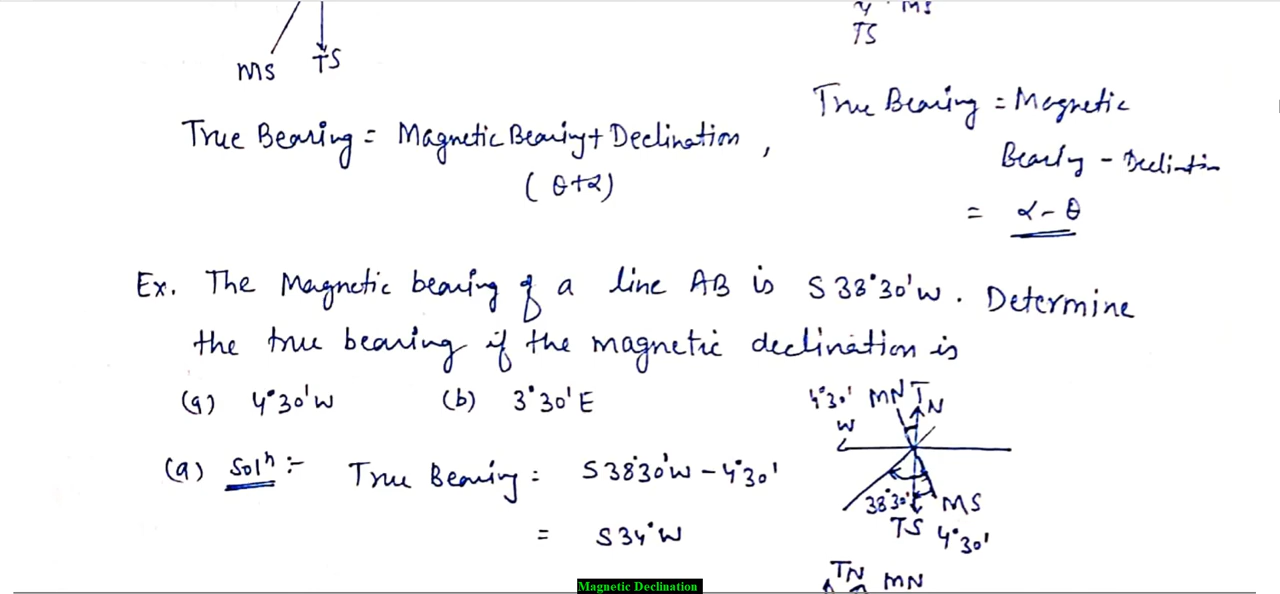 MS TS
y MS
TS
True Bearing = Magnetic Bearing + Declination,
(θ+α)
True Bearing = Magnetic
Bearing - Declination
= α - θ
Ex. The Magnetic bearing of a line AB is S 38°30' W. Determine
the true bearing if the magnetic declination is
(a) 4°30' W (b) 3°30' E
(a) Solⁿ :- True Bearing = S 38°30' W - 4°30'
= S 34° W
4°30' MN TN
W
38°30' MS
TS 4°30'
TN MN
Magnetic Declination